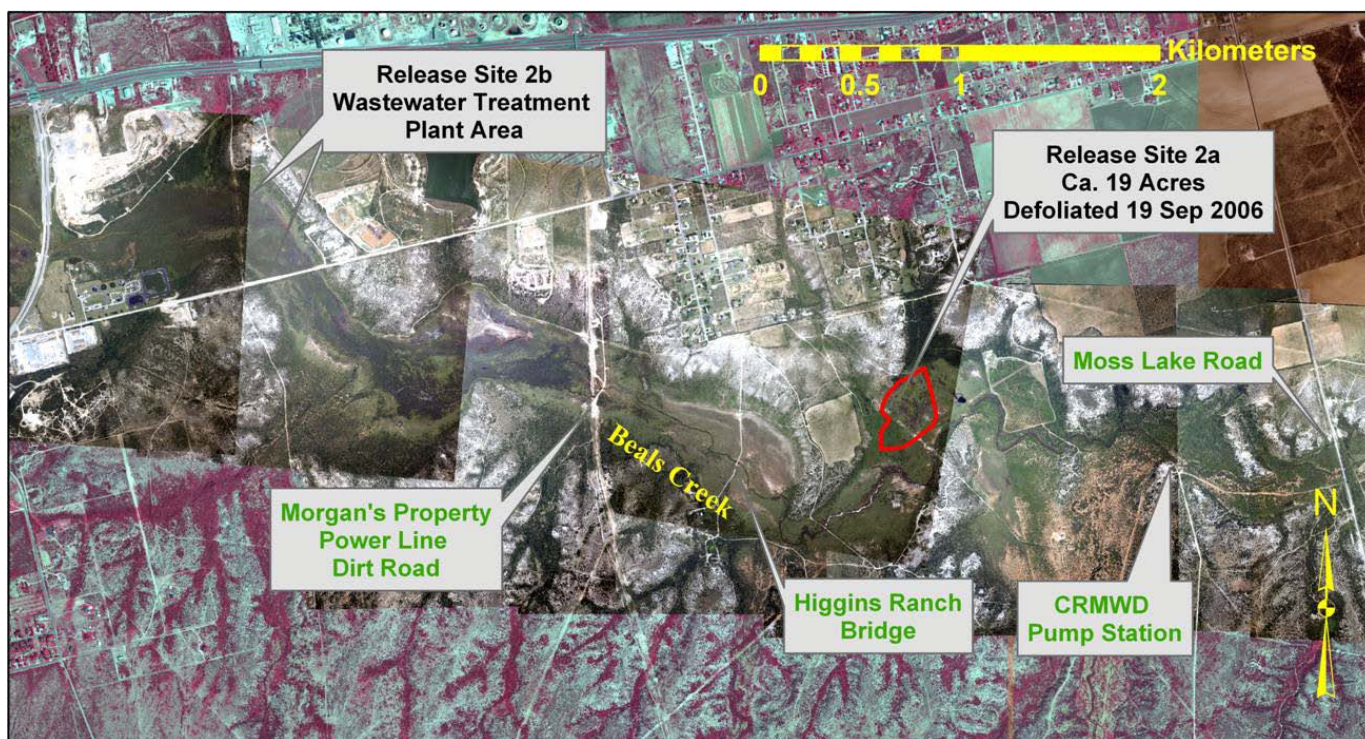 Release Site 2b
Wastewater Treatment
Plant Area
Kilometers
0 0.5 1 2
Release Site 2a
Ca. 19 Acres
Defoliated 19 Sep 2006
Moss Lake Road
Beals Creek
Morgan's Property
Power Line
Dirt Road
Higgins Ranch
Bridge
CRMWD
Pump Station
N